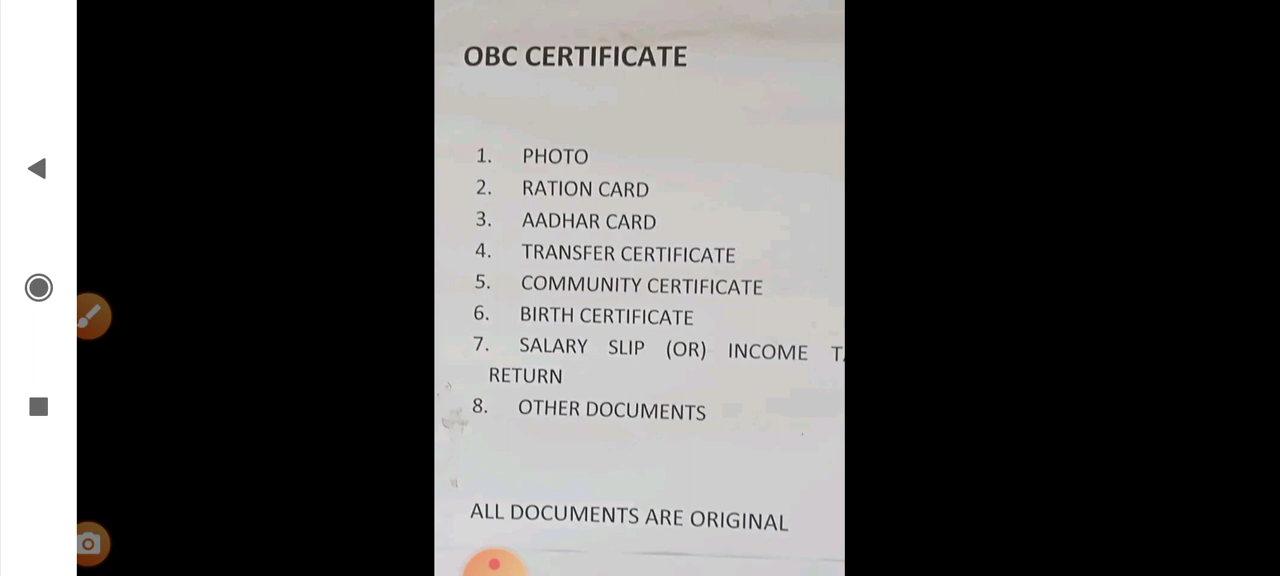 OBC CERTIFICATE
1. PHOTO
2. RATION CARD
3. AADHAR CARD
4. TRANSFER CERTIFICATE
5. COMMUNITY CERTIFICATE
6. BIRTH CERTIFICATE
7. SALARY SLIP (OR) INCOME
RETURN
8. OTHER DOCUMENTS
ALL DOCUMENTS ARE ORIGINAL